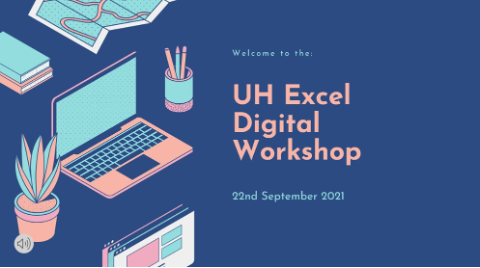 Welcome to the:
UH Excel
Digital
Workshop
22nd September 2021